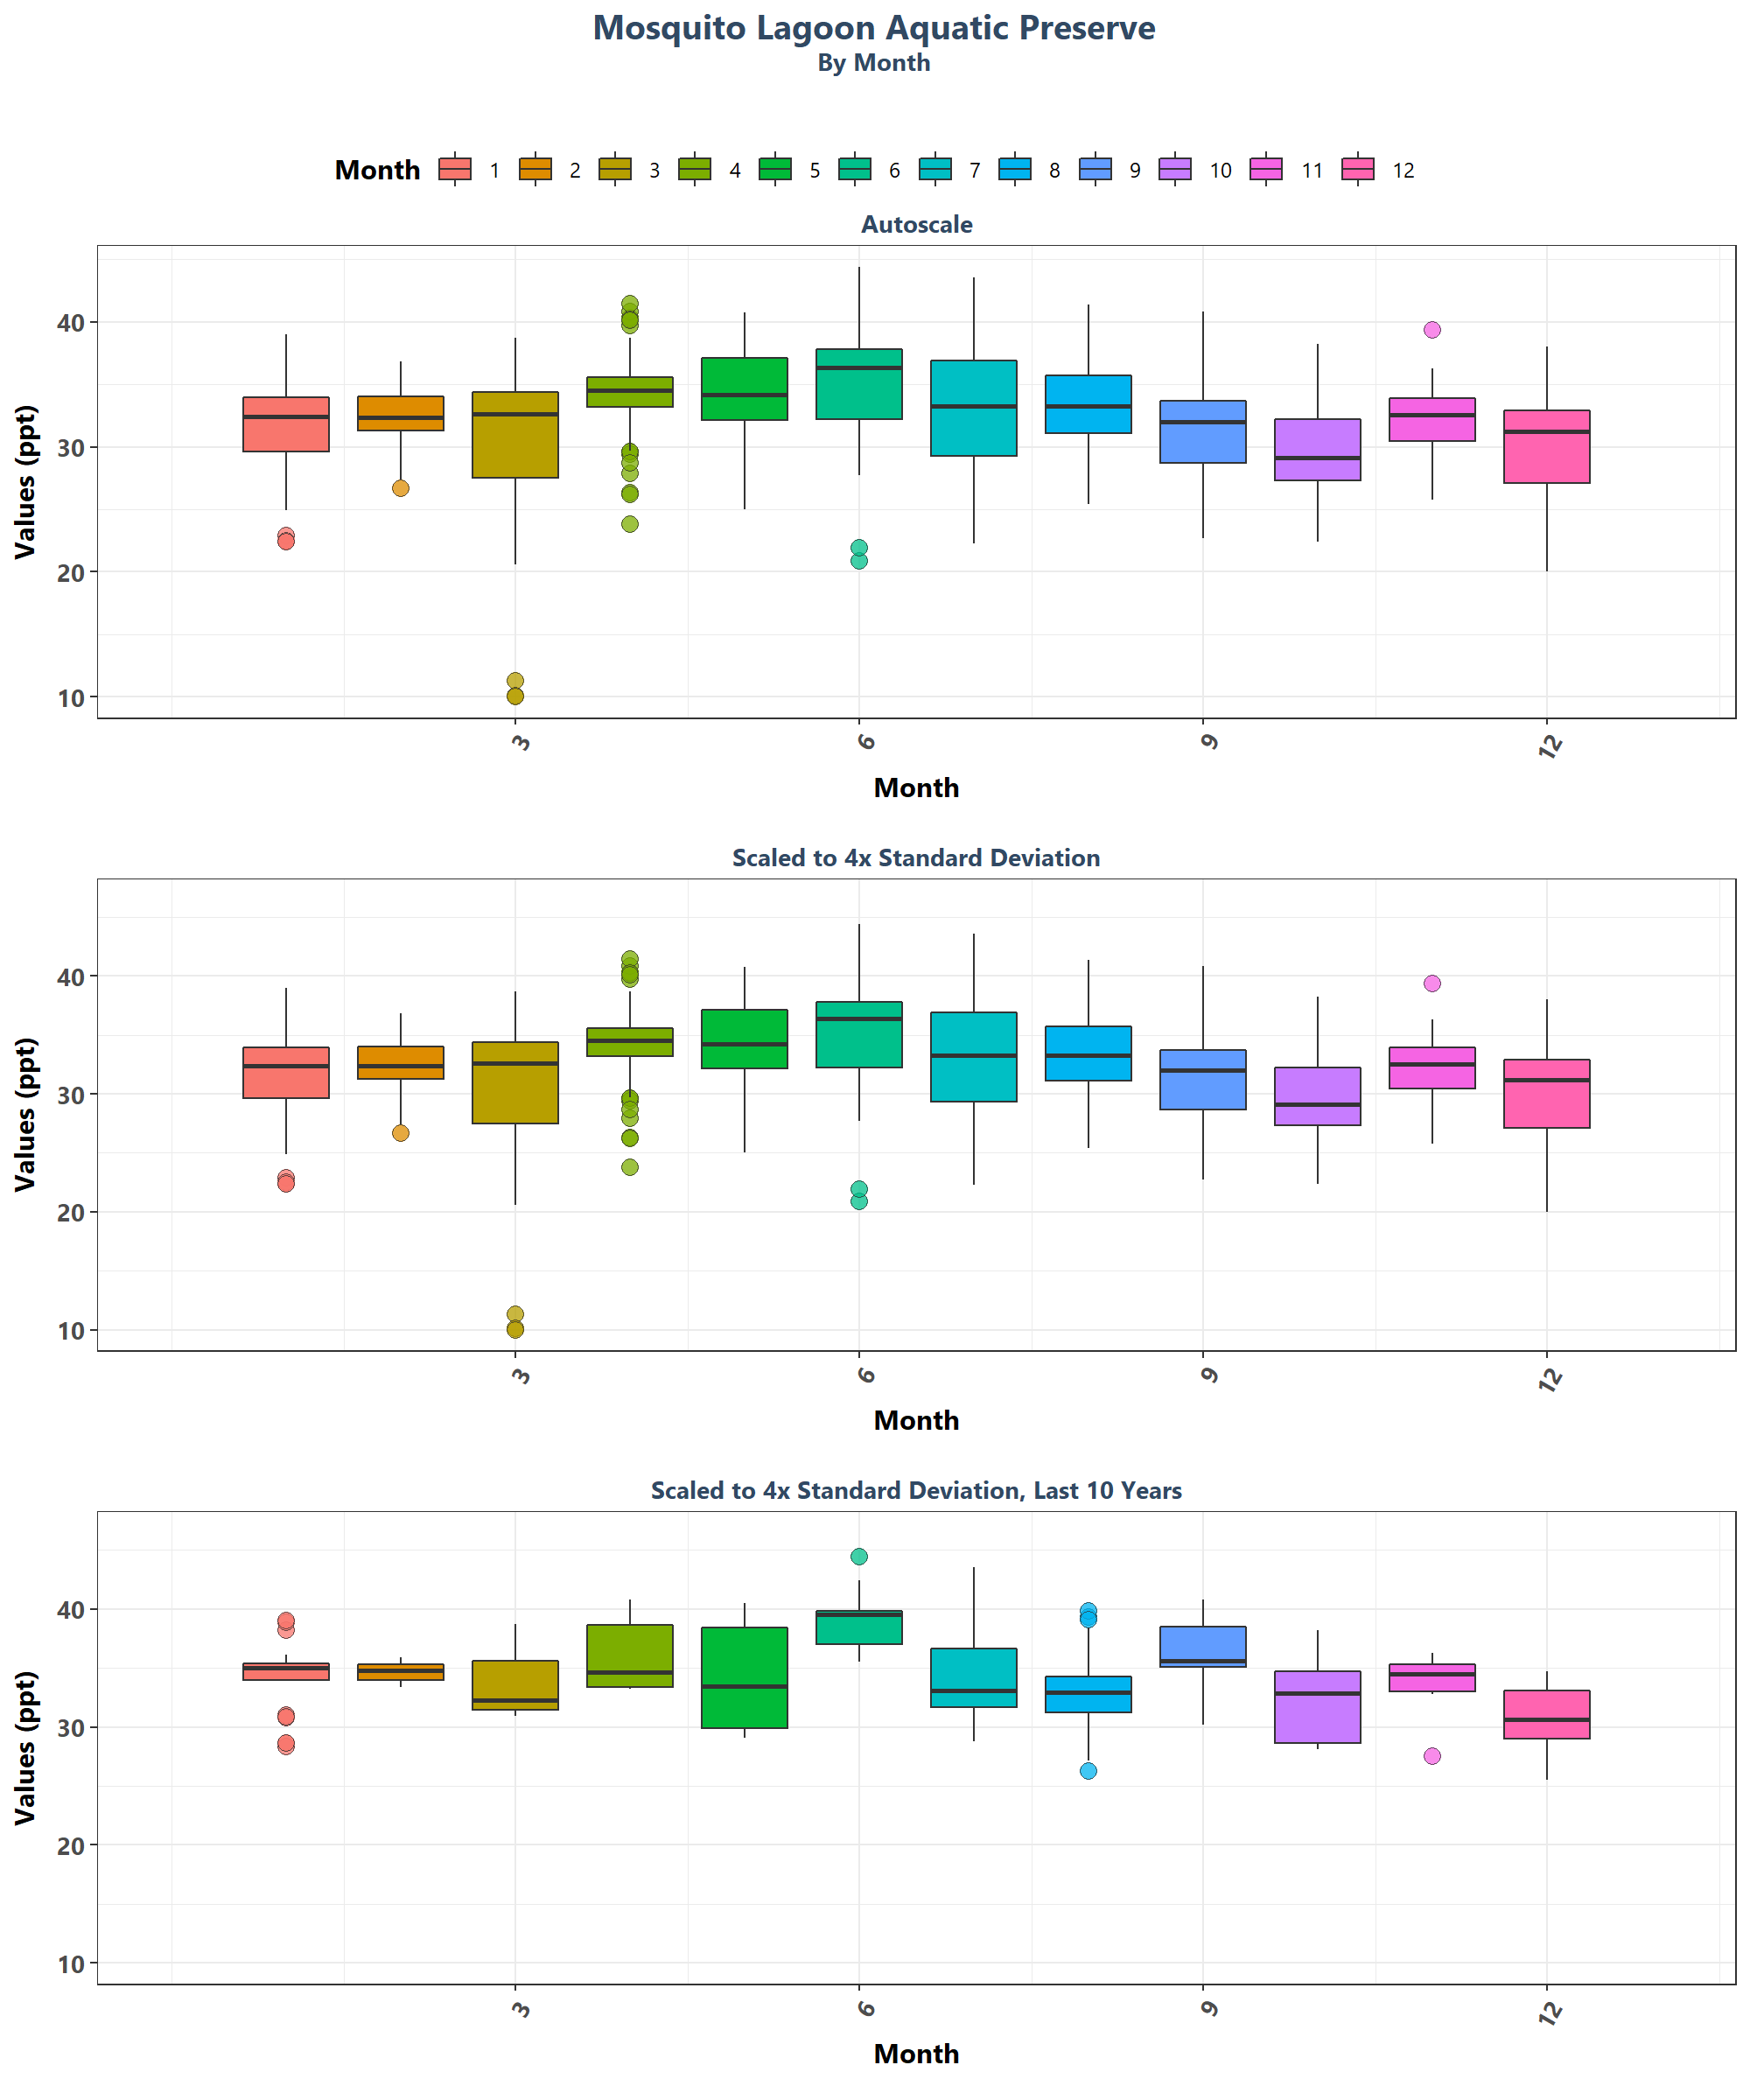 Mosquito Lagoon Aquatic Preserve
By Month
Month 1 2 3 4 5 6 7 8 9 10 11 12
Autoscale
Values (ppt)
40
30
20
10
3 6 9 12
Month
Scaled to 4x Standard Deviation
Values (ppt)
40
30
20
10
3 6 9 12
Month
Scaled to 4x Standard Deviation, Last 10 Years
Values (ppt)
40
30
20
10
3 6 9 12
Month